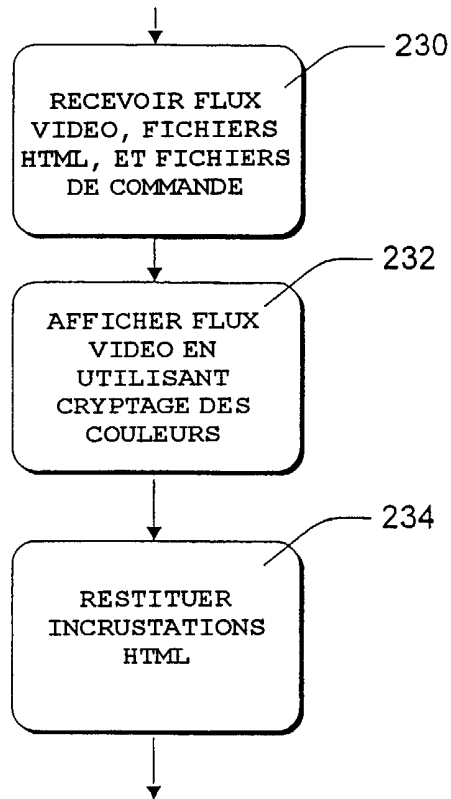 230
RECEVOIR FLUX
VIDEO, FICHIERS
HTML, ET FICHIERS
DE COMMANDE
232
AFFICHER FLUX
VIDEO EN
UTILISANT
CRYPTAGE DES
COULEURS
234
RESTITUER
INCRUSTATIONS
HTML